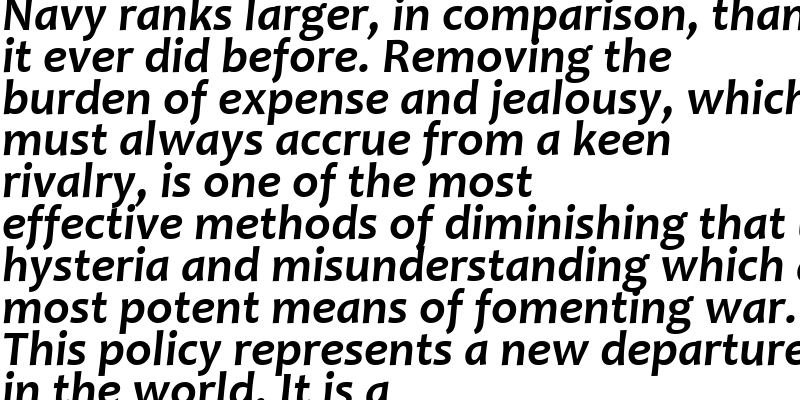 Navy ranks larger, in comparison, than
it ever did before. Removing the
burden of expense and jealousy, which
must always accrue from a keen
rivalry, is one of the most
effective methods of diminishing that
hysteria and misunderstanding which
most potent means of fomenting war.
This policy represents a new departure
in the world. It is a